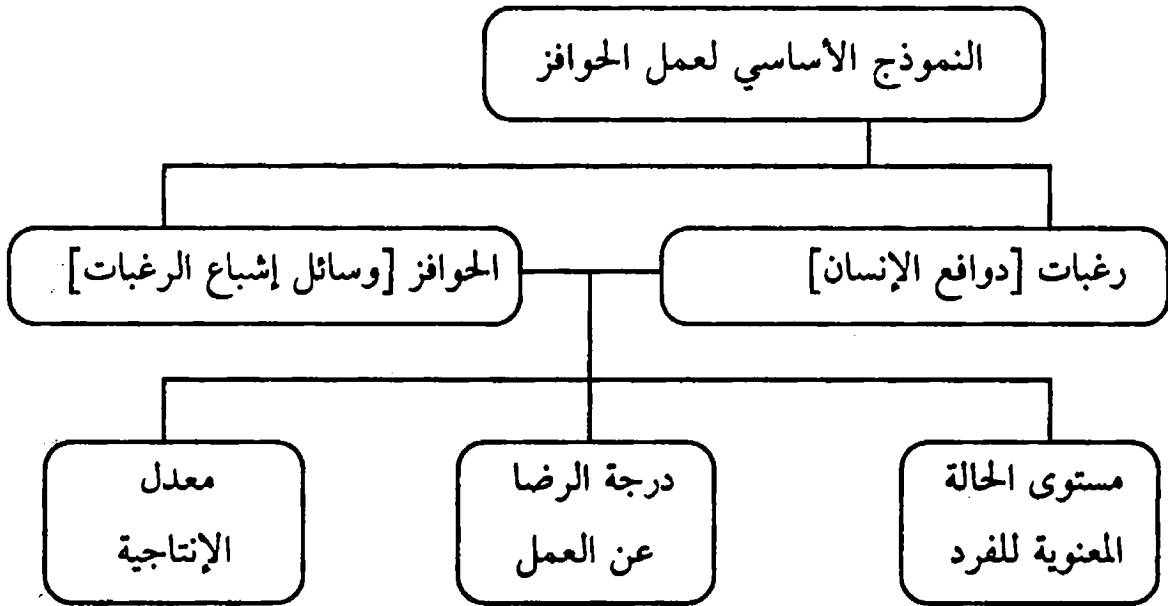 النموذج الأساسي لعمل الحوافز
رغبات [دوافع الإنسان]
الحوافز [وسائل إشباع الرغبات]
مستوى الحالة
المعنوية للفرد
درجة الرضا
عن العمل
معدل
الإنتاجية